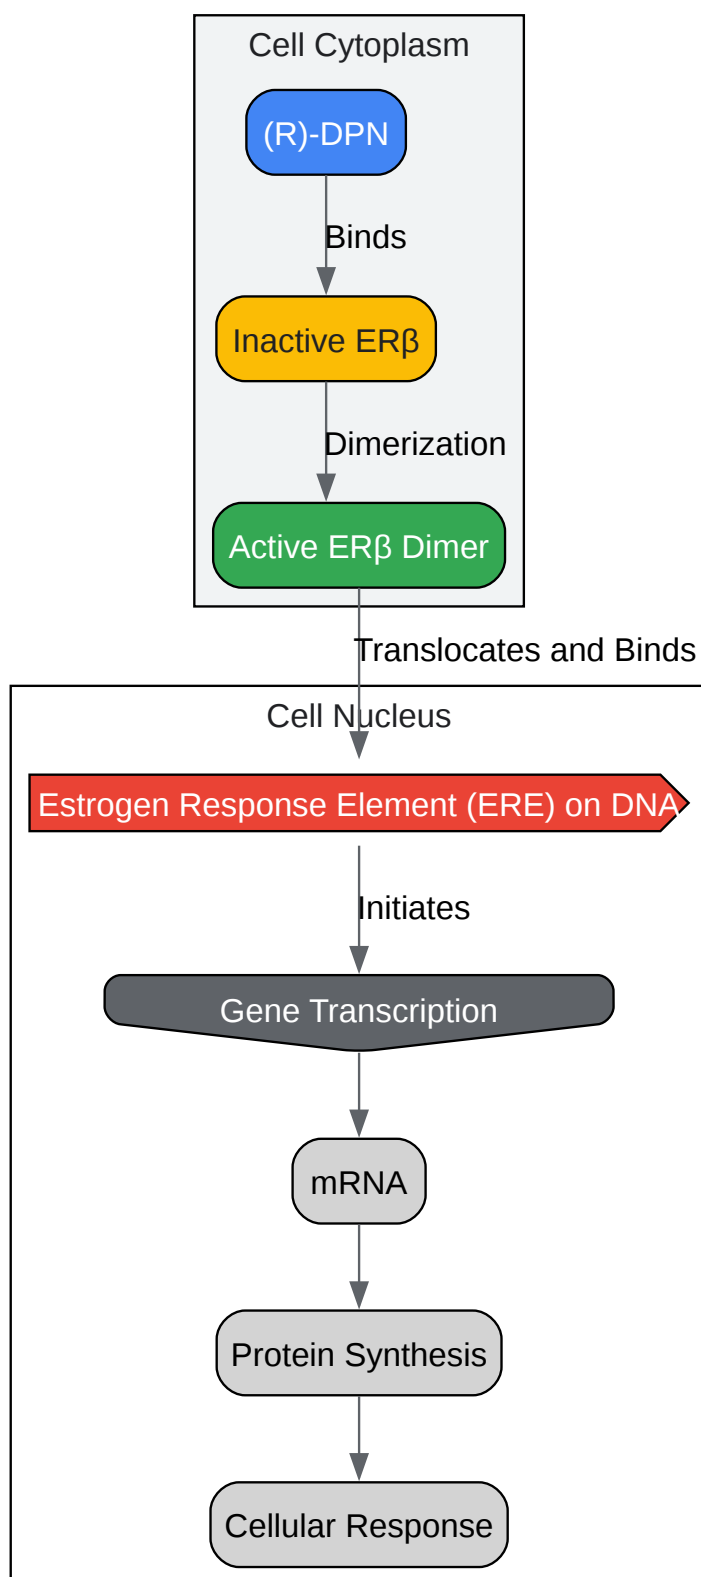 Cell Cytoplasm
(R)-DPN
Binds
Inactive ERβ
Dimerization
Active ERβ Dimer
Translocates and Binds
Cell Nucleus
Estrogen Response Element (ERE) on DNA
Initiates
Gene Transcription
mRNA
Protein Synthesis
Cellular Response